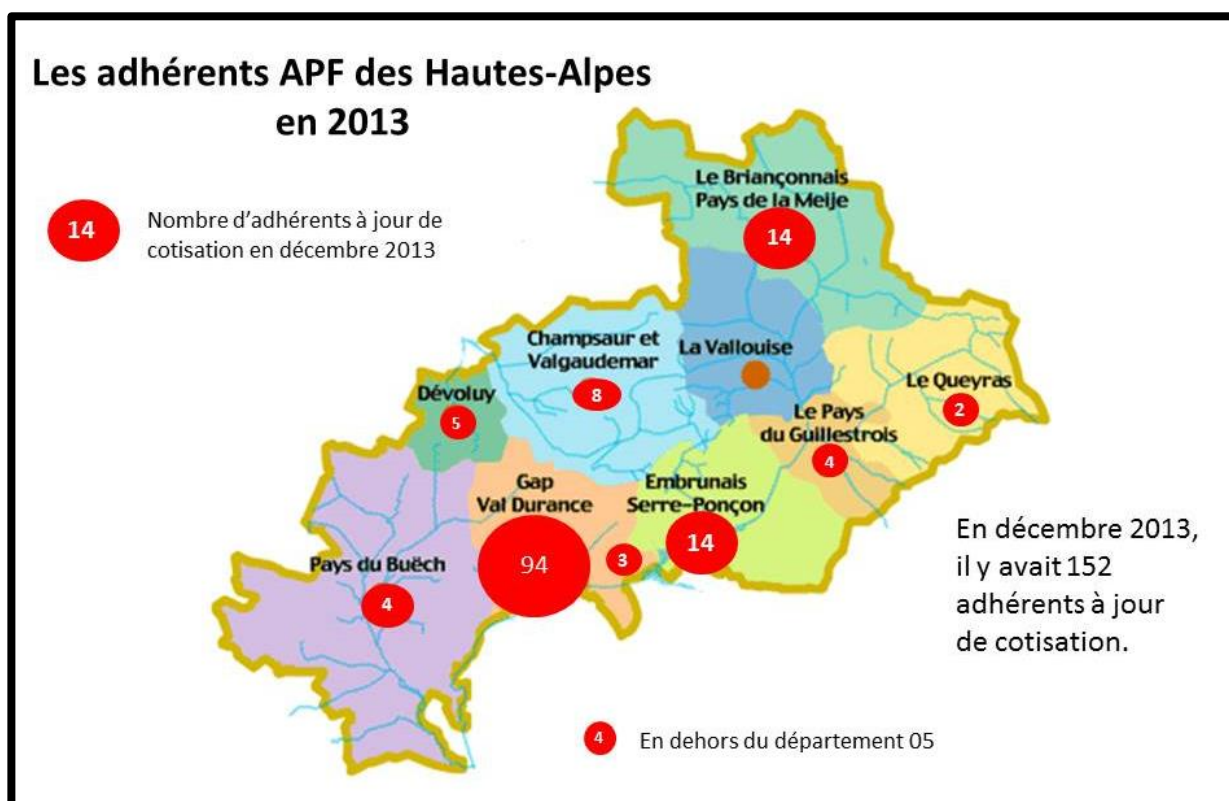 Les adhérents APF des Hautes-Alpes
en 2013
14
Nombre d'adhérents à jour de
cotisation en décembre 2013
Le Briançonnais
Pays de la Meije
14
Champsaur et
Valgaudemar
8
La Vallouise
Le Queyras
2
Dévoluy
5
Le Pays
du Guillestrois
4
Gap
Val Durance
94
3
Embrunais
Serre-Ponçon
14
Pays du Buëch
4
En décembre 2013,
il y avait 152
adhérents à jour
de cotisation.
4
En dehors du département 05